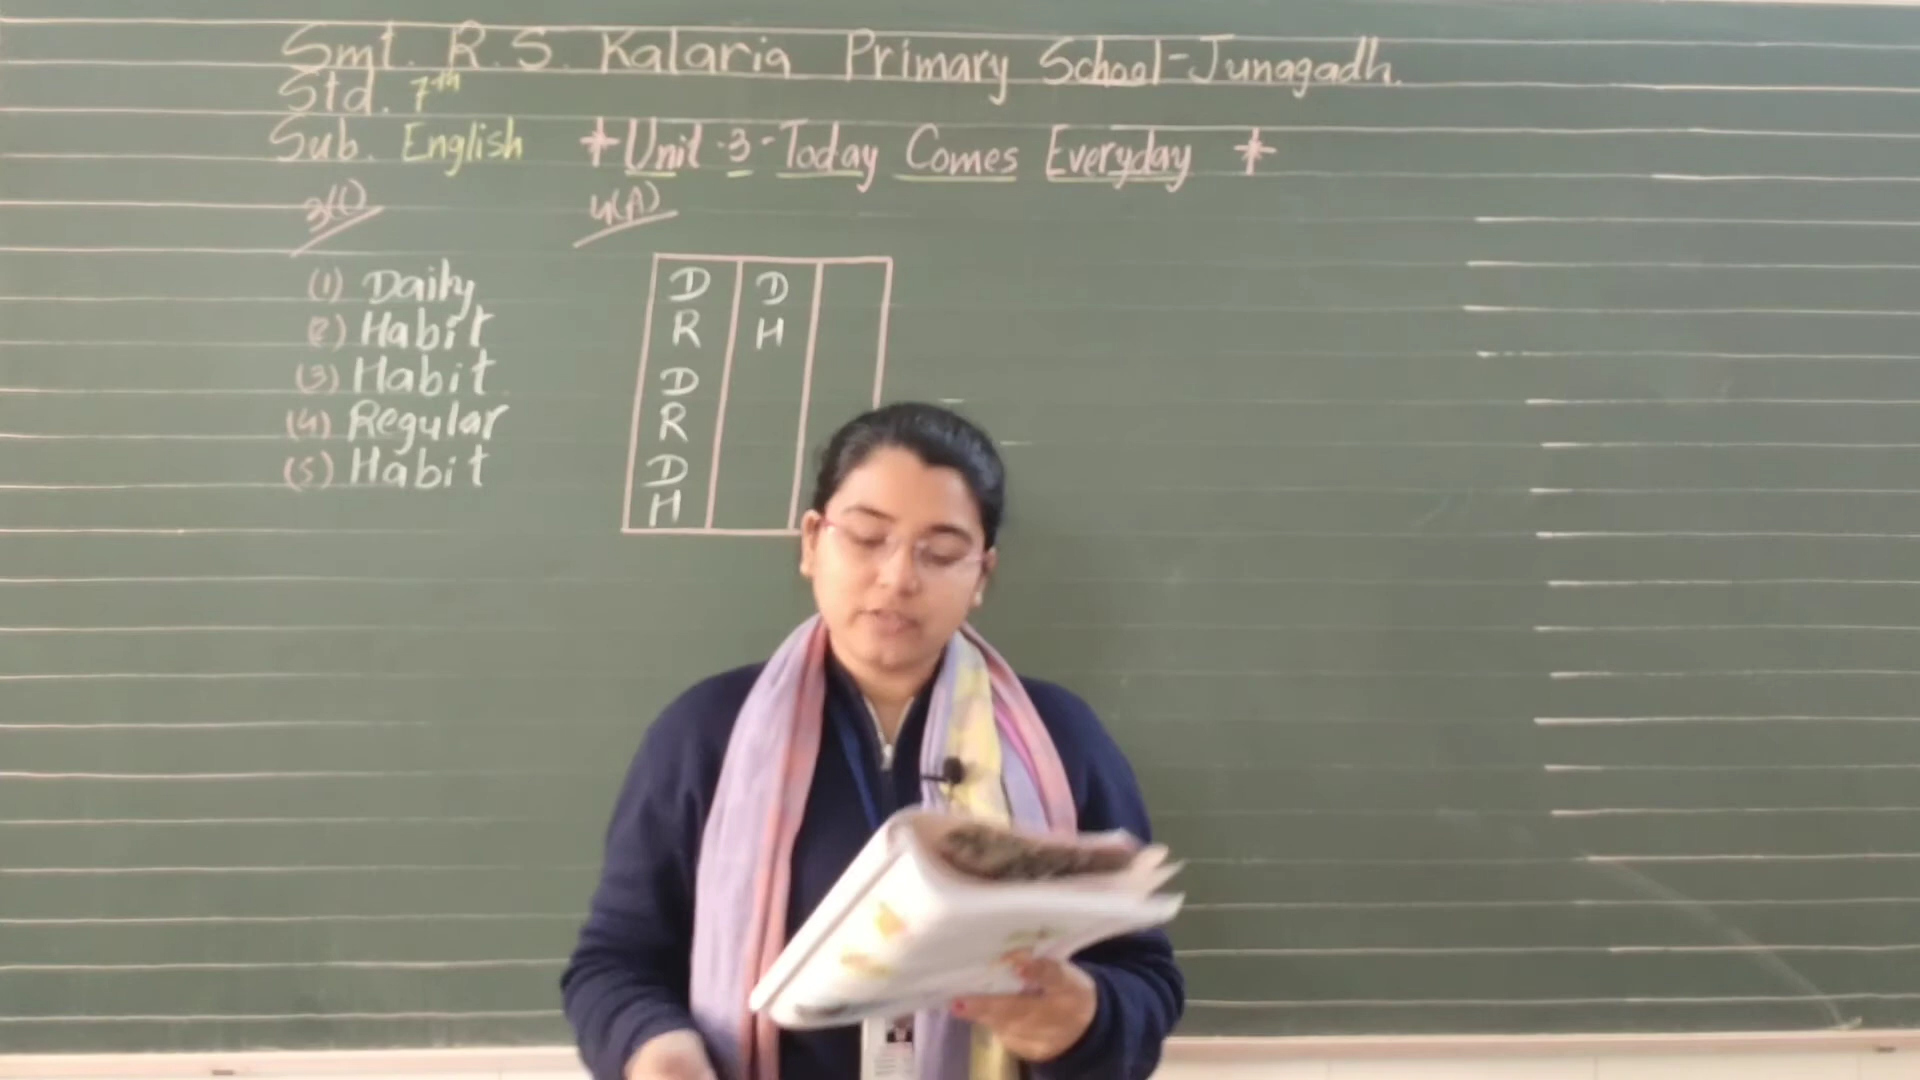 Smt. R.S. Kalaria Primary School-Junagadh.
Std. 7th
Sub. English * Unit-3-Today Comes Everyday *
3(C) 4(A)
(1) Daily
(2) Habit
(3) Habit
(4) Regular
(5) Habit
D D
R H
D
R
D
H